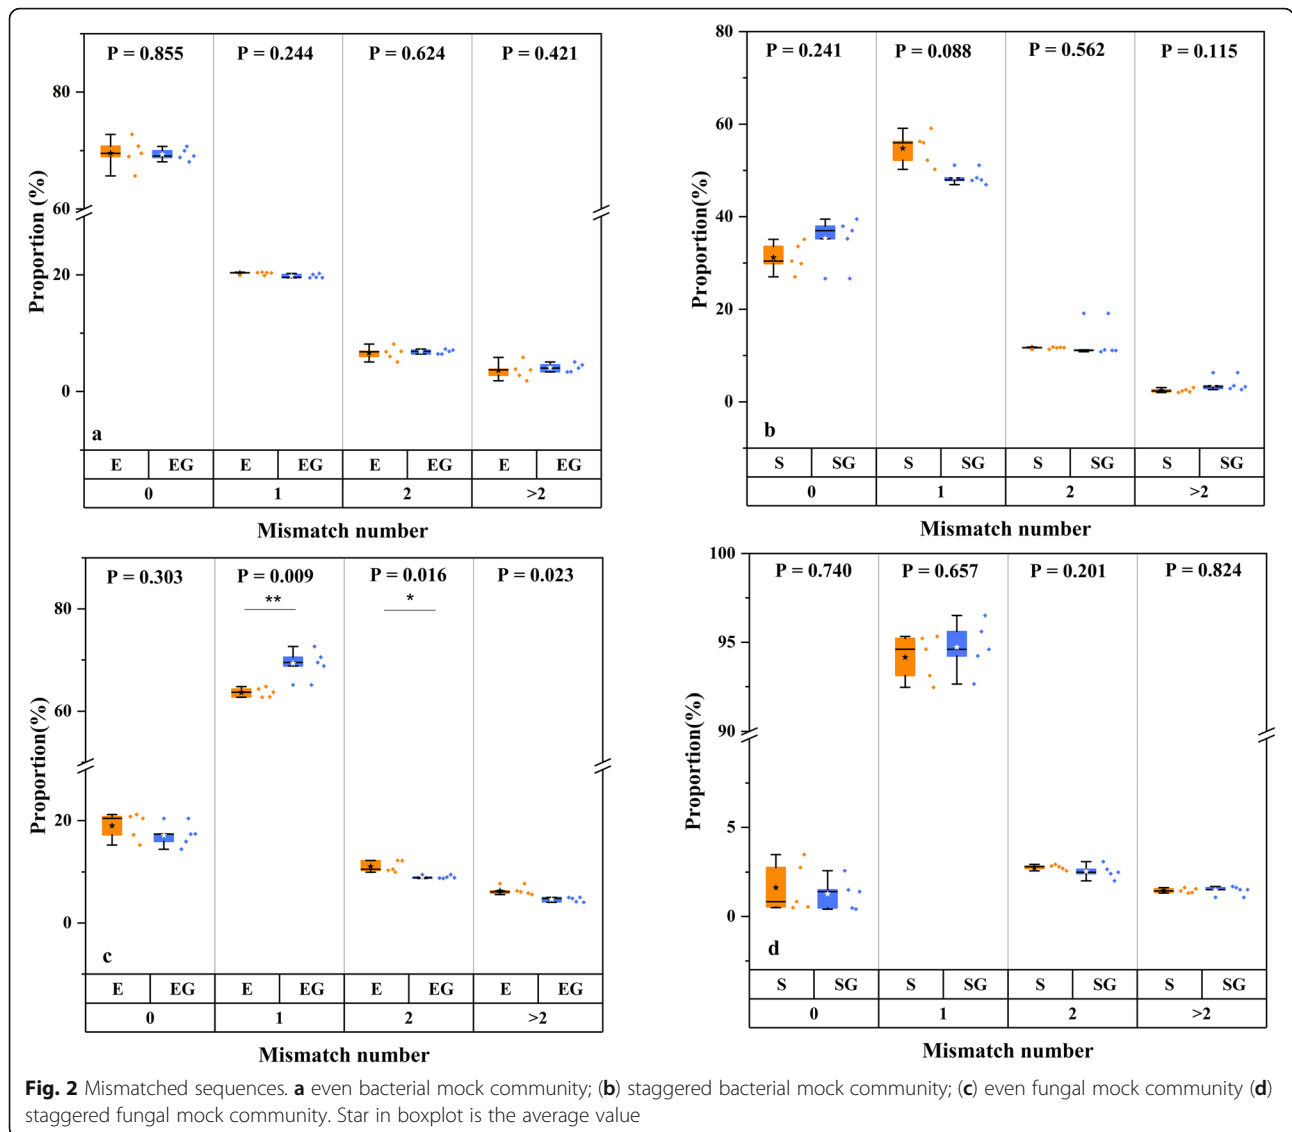 P = 0.855 P = 0.244 P = 0.624 P = 0.421
80
60
20
0
Proportion (%)
a
E EG E EG E EG E EG
0 1 2 >2
Mismatch number
80
P = 0.241 P = 0.088 P = 0.562 P = 0.115
60
40
20
0
Proportion(%)
b
S SG S SG S SG S SG
0 1 2 >2
Mismatch number
P = 0.303 P = 0.009 P = 0.016 P = 0.023
** *
80
60
20
0
Proportion(%)
c
E EG E EG E EG E EG
0 1 2 >2
Mismatch number
100
P = 0.740 P = 0.657 P = 0.201 P = 0.824
95
90
5
0
Proportion(%)
d
S SG S SG S SG S SG
0 1 2 >2
Mismatch number
Fig. 2 Mismatched sequences. a even bacterial mock community; (b) staggered bacterial mock community; (c) even fungal mock community (d)
staggered fungal mock community. Star in boxplot is the average value